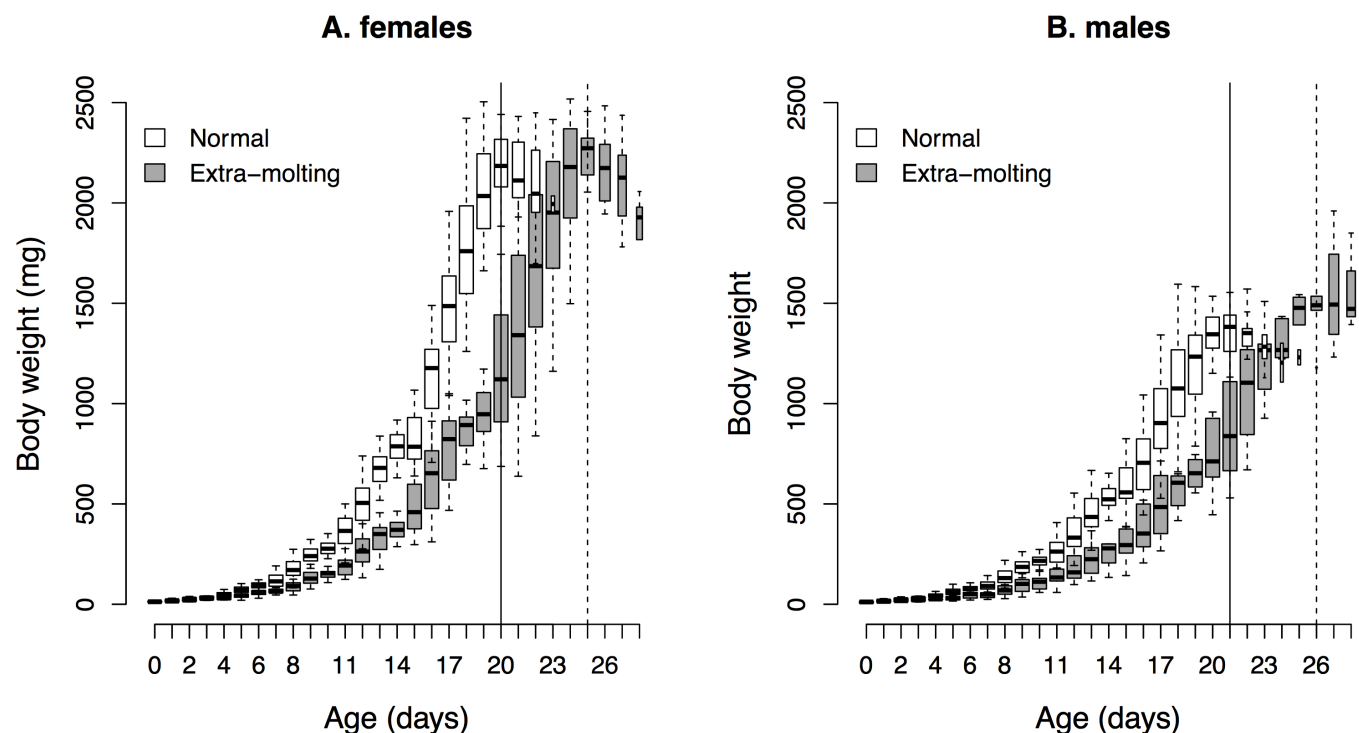 A. females
2500
2000
1500
1000
500
0
Body weight (mg)
Normal
Extra−molting
0 2 4 6 8 11 14 17 20 23 26
Age (days)
B. males
2500
2000
1500
1000
500
0
Body weight
Normal
Extra−molting
0 2 4 6 8 11 14 17 20 23 26
Age (days)